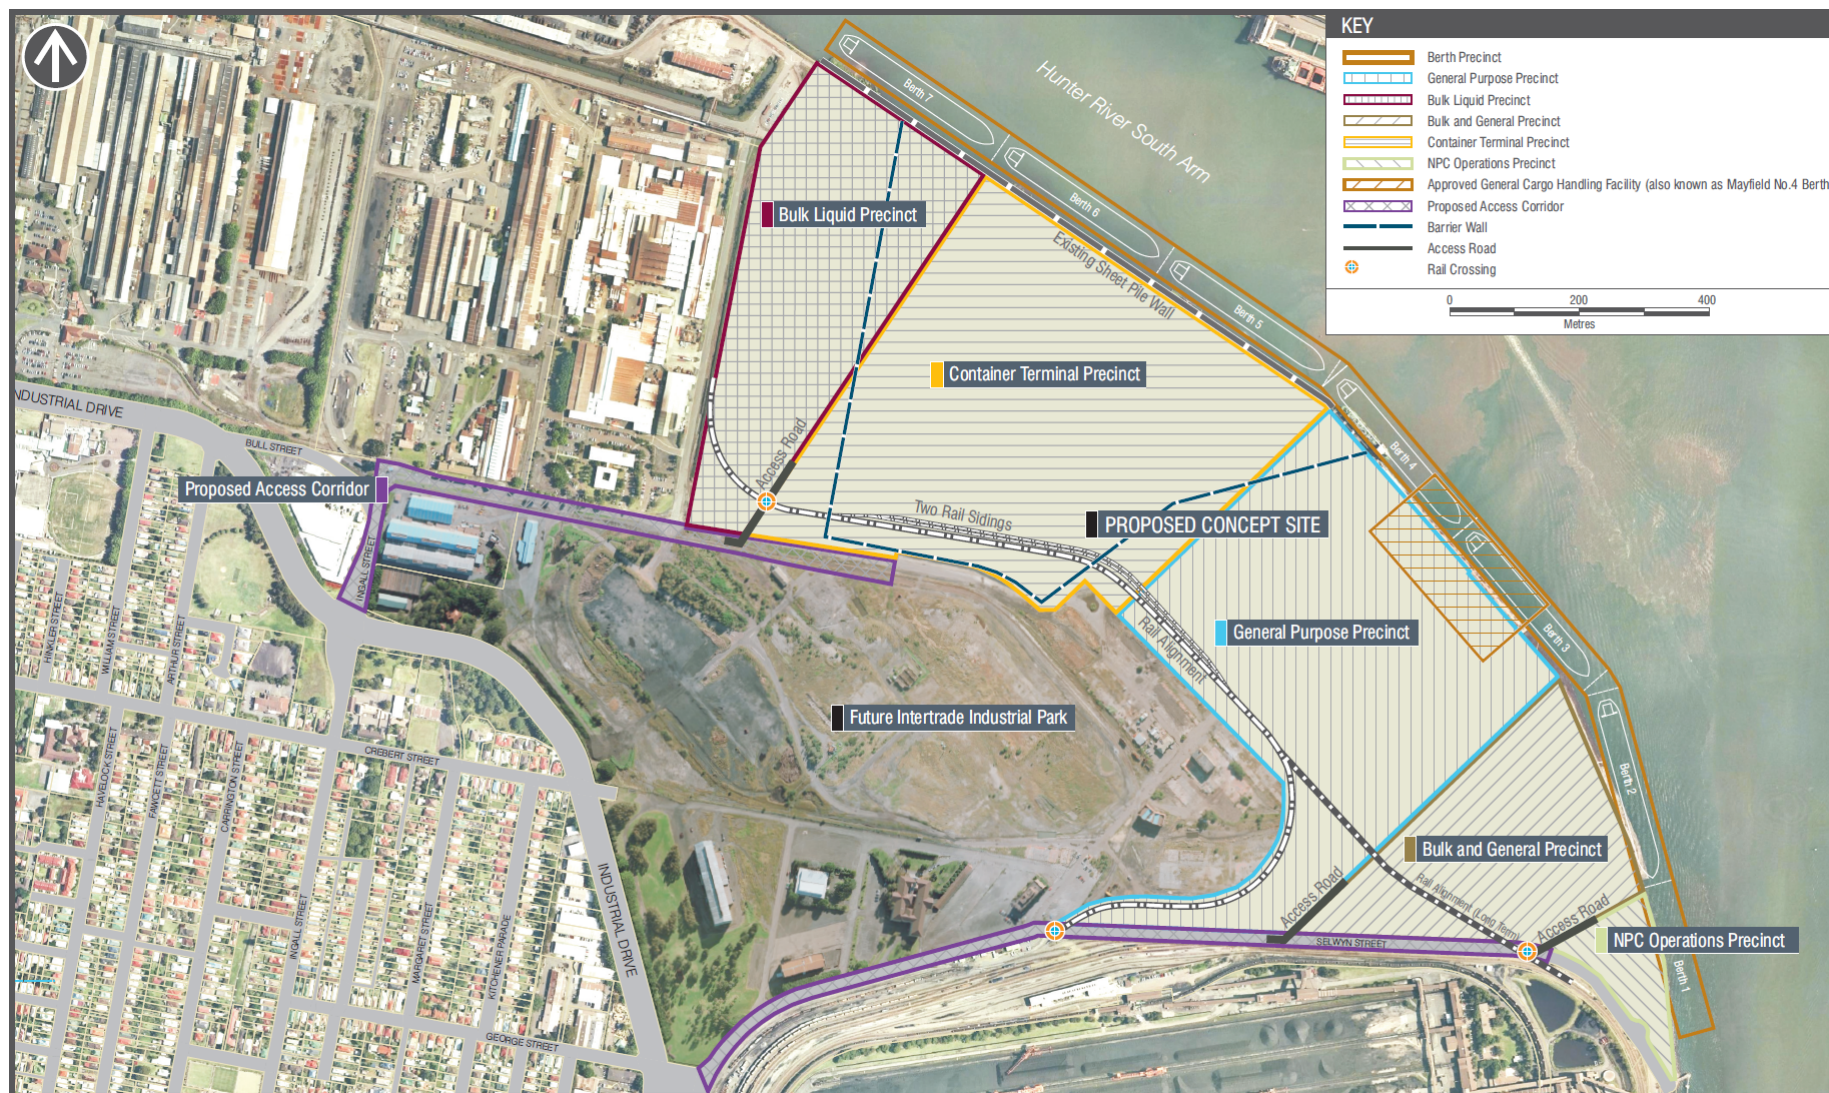 KEY
Berth Precinct
General Purpose Precinct
Bulk Liquid Precinct
Bulk and General Precinct
Container Terminal Precinct
NPC Operations Precinct
Approved General Cargo Handling Facility (also known as Mayfield No.4 Berth
Proposed Access Corridor
Barrier Wall
Access Road
Rail Crossing
0 200 400
Metres
Hunter River South Arm
Berth 7
Berth 6
Berth 5
Berth 4
Berth 3
Berth 2
Berth 1
Existing Sheet Pile Wall
Bulk Liquid Precinct
Container Terminal Precinct
Access Road
Two Rail Sidings
PROPOSED CONCEPT SITE
Proposed Access Corridor
General Purpose Precinct
Rail Alignment
Future Intertrade Industrial Park
Bulk and General Precinct
Rail Alignment (Long Term)
Access Road
Access Road
NPC Operations Precinct
SELWYN STREET
INDUSTRIAL DRIVE
BULL STREET
INGALL STREET
HINKLER STREET
WILLIAM STREET
ARTHUR STREET
CREBERT STREET
HAVELOCK STREET
FAWCETT STREET
CARRINGTON STREET
INGALL STREET
MARGARET STREET
KITCHENER PARADE
INDUSTRIAL DRIVE
GEORGE STREET